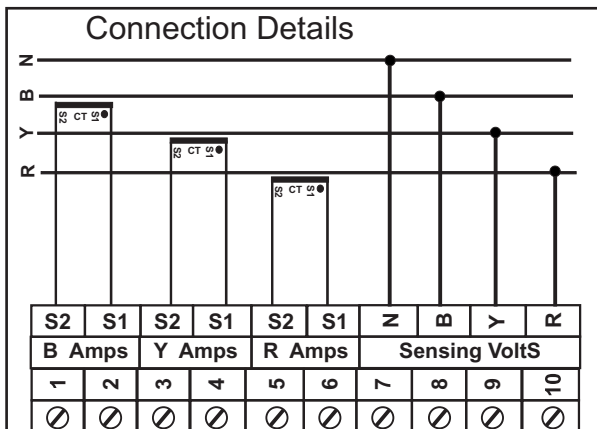 Connection Details
N
B
S2 CT S1
Y
S2 CT S1
R
S2 CT S1
S2 S1 S2 S1 S2 S1 N B Y R
B Amps Y Amps R Amps Sensing VoltS
1 2 3 4 5 6 7 8 9 10